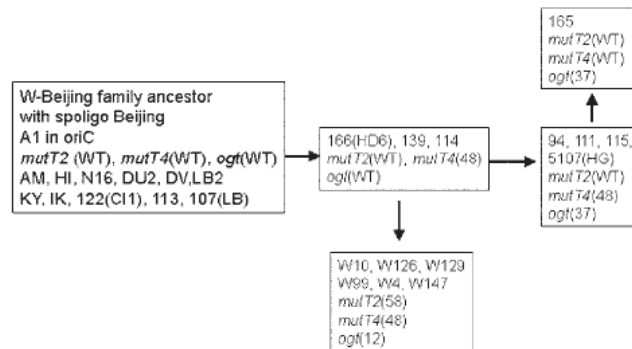 W-Beijing family ancestor
with spoligo Beijing
A1 in oriC
mutT2 (WT), mutT4(WT), ogt(WT)
AM, HI, N16, DU2, DV,LB2
KY, IK, 122(CI1), 113, 107(LB)
166(HD6), 139, 114
mutT2(WT), mutT4(48)
ogt(WT)
165
mutT2(WT)
mutT4(WT)
ogt(37)
94, 111, 115,
5107(HG)
mutT2(WT)
mutT4(48)
ogt(37)
W10, W126, W129
W99, W4, W147
mutT2(58)
mutT4(48)
ogt(12)